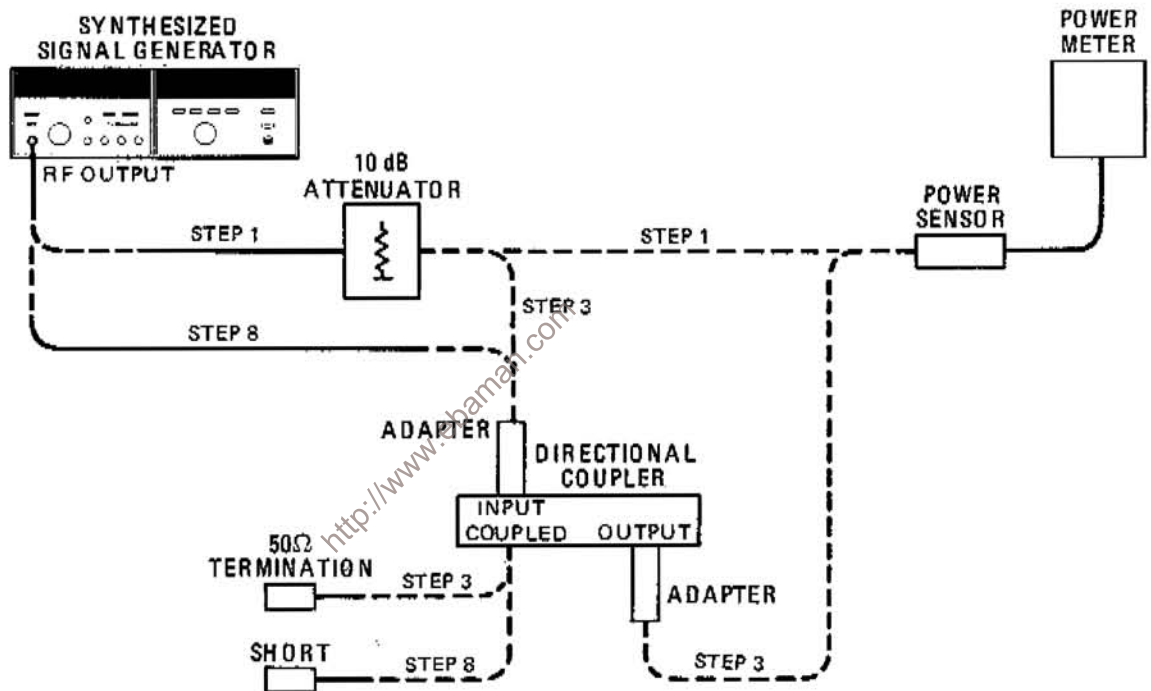 SYNTHESIZED
SIGNAL GENERATOR
POWER
METER
RF OUTPUT
10 dB
ATTENUATOR
POWER
SENSOR
STEP 1
STEP 1
STEP 3
STEP 8
ADAPTER
DIRECTIONAL
COUPLER
INPUT
COUPLED
OUTPUT
50Ω
TERMINATION
STEP 3
ADAPTER
SHORT
STEP 8
STEP 3
http://www.ebaman.com